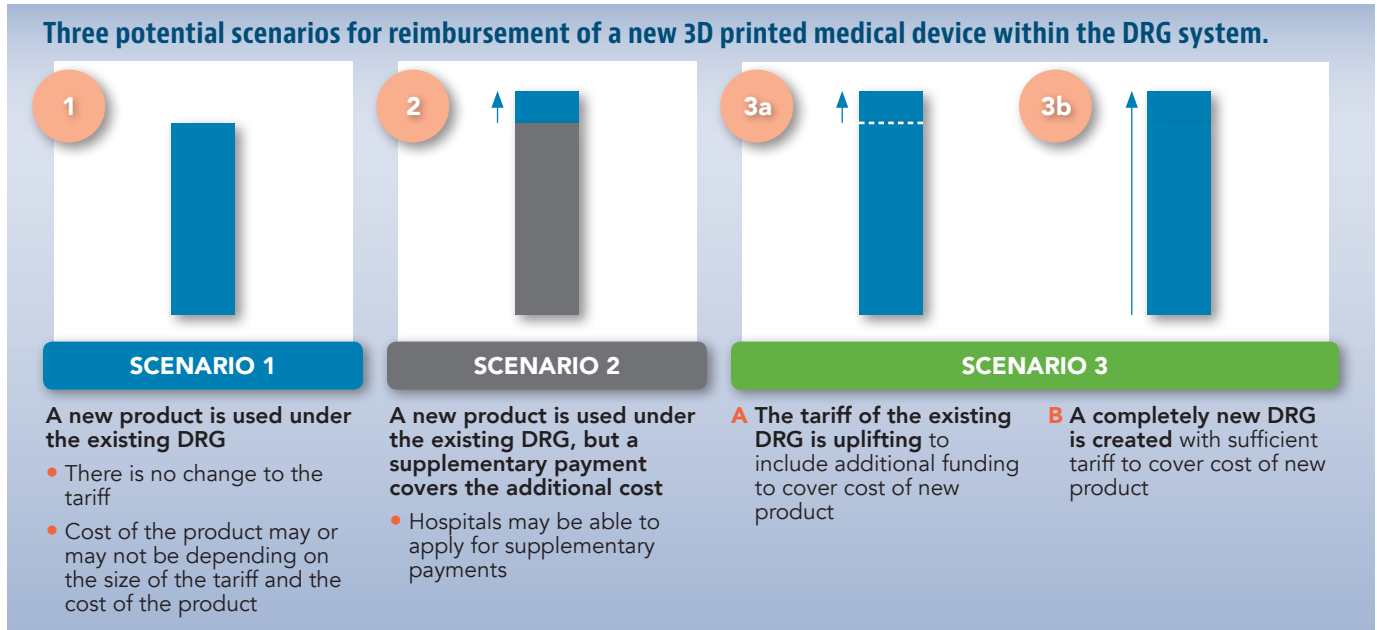 Three potential scenarios for reimbursement of a new 3D printed medical device within the DRG system.
1
2
3a
3b
SCENARIO 1
A new product is used under
the existing DRG
• There is no change to the
tariff
• Cost of the product may or
may not be depending on
the size of the tariff and the
cost of the product
SCENARIO 2
A new product is used under
the existing DRG, but a
supplementary payment
covers the additional cost
• Hospitals may be able to
apply for supplementary
payments
SCENARIO 3
A The tariff of the existing
DRG is uplifting to
include additional funding
to cover cost of new
product
B A completely new DRG
is created with sufficient
tariff to cover cost of new
product